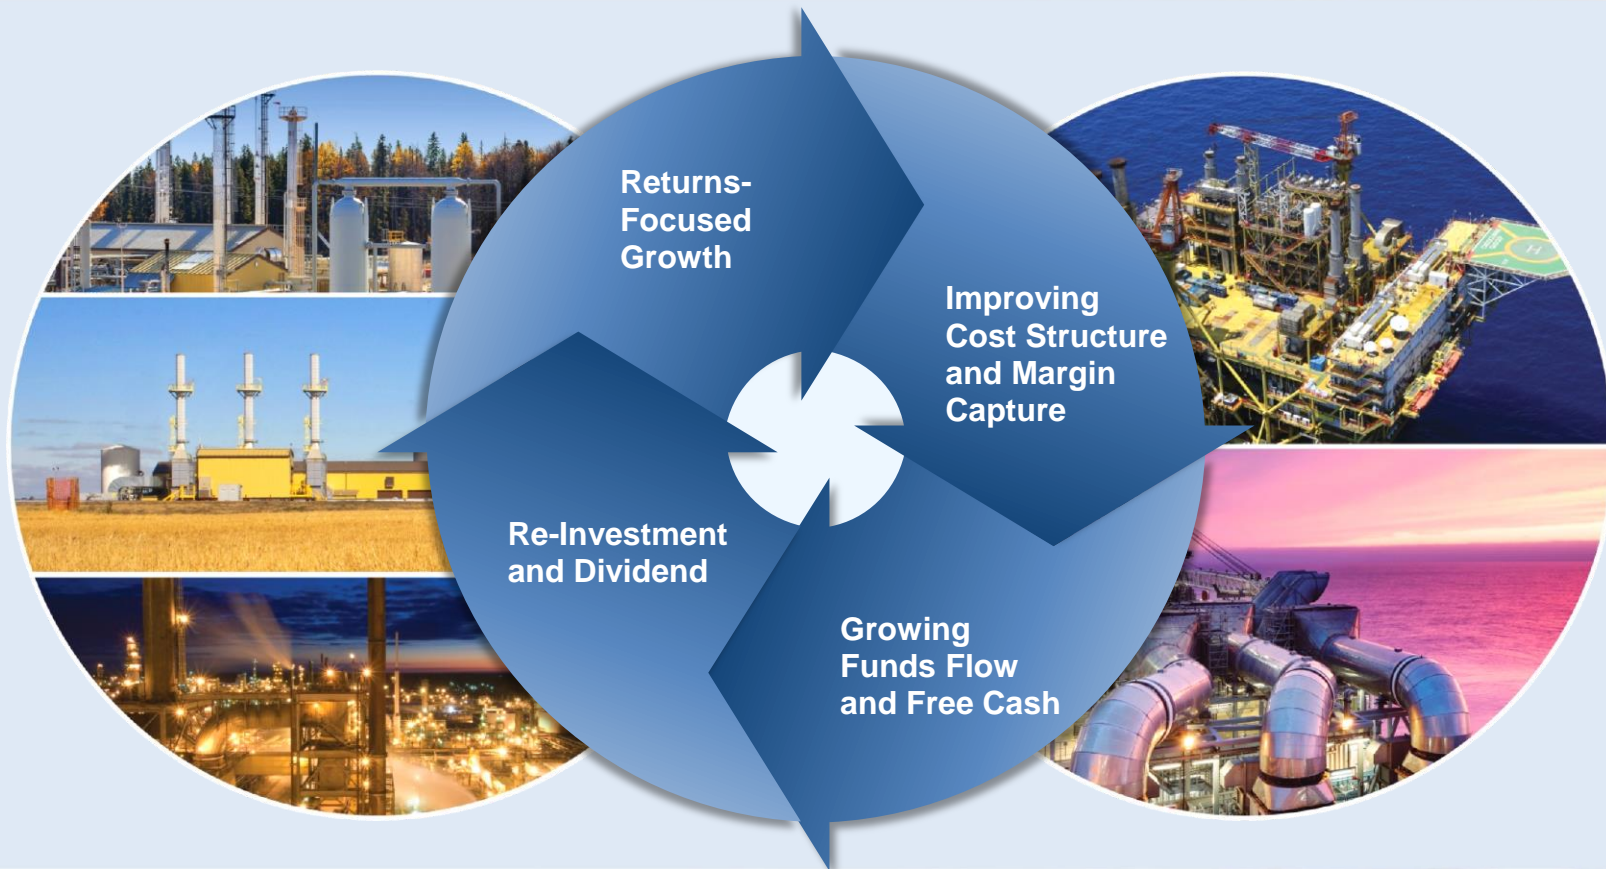 Returns-
Focused
Growth
Improving
Cost Structure
and Margin
Capture
Growing
Funds Flow
and Free Cash
Re-Investment
and Dividend